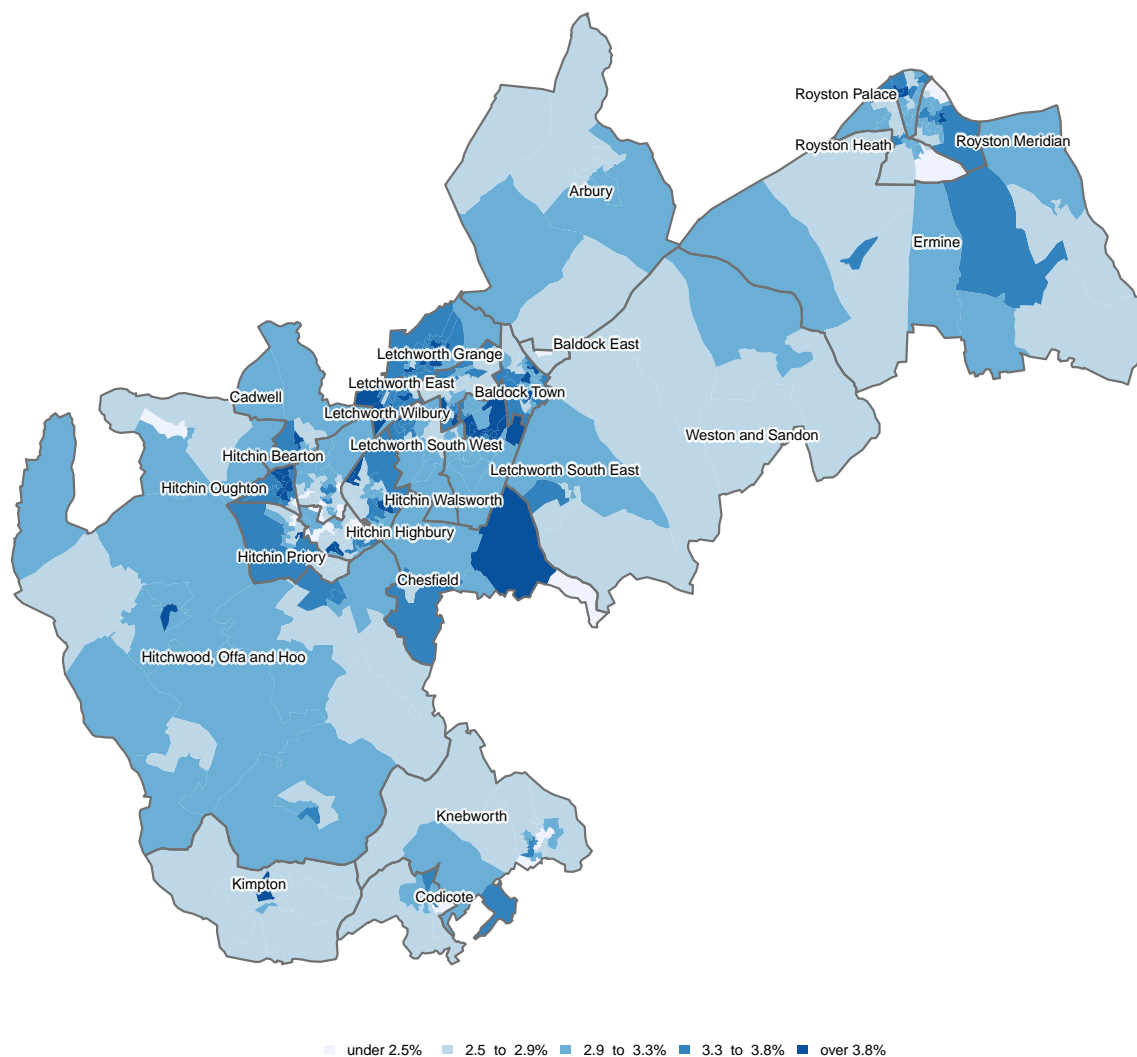 Royston Palace
Royston Meridian
Royston Heath
Arbury
Ermine
Baldock East
Letchworth Grange
Letchworth East
Baldock Town
Cadwell
Letchworth Wilbury
Weston and Sandon
Letchworth South West
Hitchin Bearton
Letchworth South East
Hitchin Oughton
Hitchin Walsworth
Hitchin Highbury
Hitchin Priory
Chesfield
Hitchwood, Offa and Hoo
Knebworth
Kimpton
Codicote
under 2.5% 2.5 to 2.9% 2.9 to 3.3% 3.3 to 3.8% over 3.8%